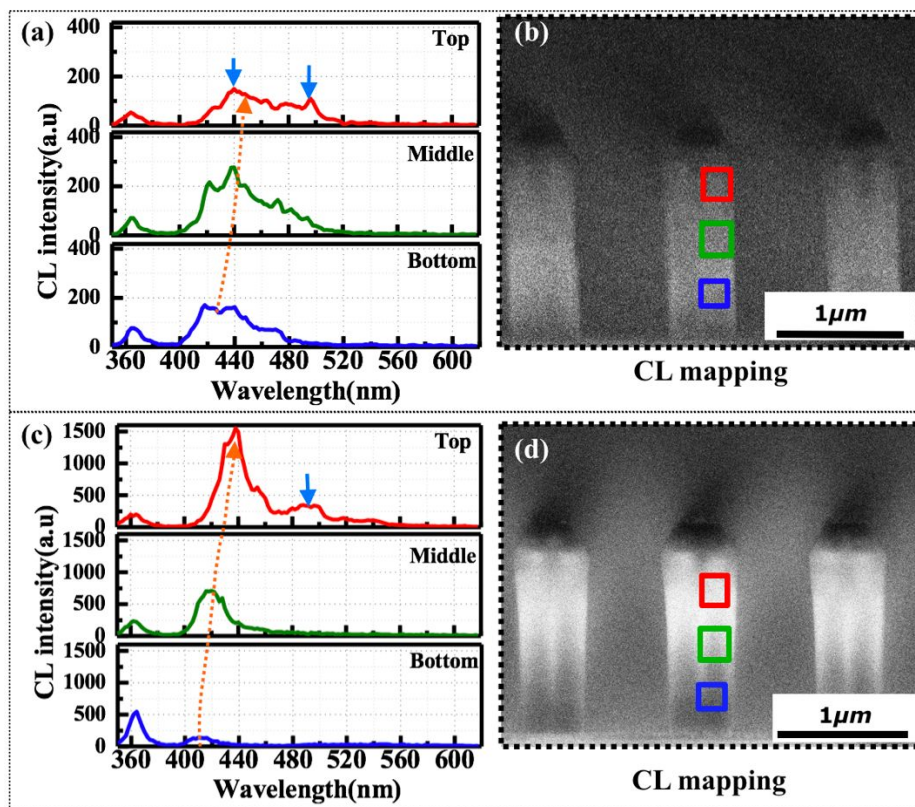 (a)
CL intensity(a.u)
400
200
0
Top
400
200
0
Middle
400
200
0
Bottom
350 400 440 480 520 560 600
Wavelength(nm)
(b)
1μm
CL mapping
(c)
CL intensity(a.u)
1500
1000
500
0
Top
1500
1000
500
0
Middle
1500
1000
500
0
Bottom
360 400 440 480 520 560 600
Wavelength(nm)
(d)
1μm
CL mapping